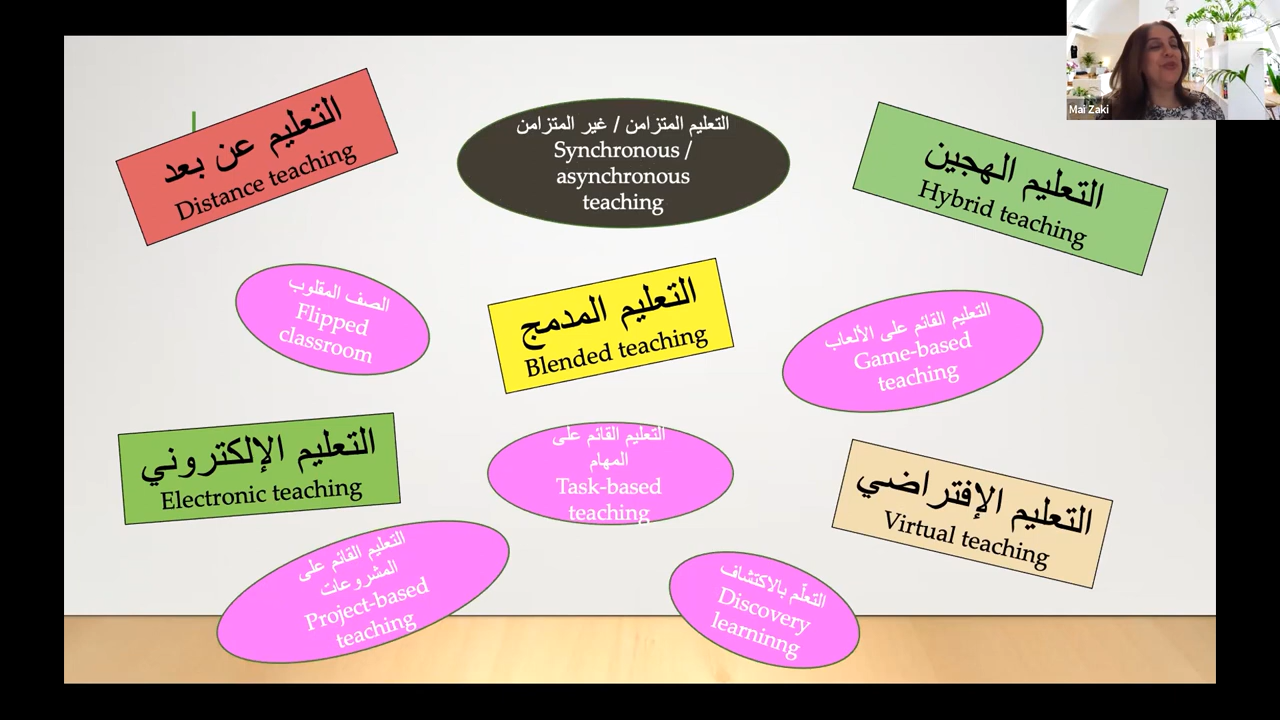 التعليم عن بعد
Distance teaching
التعليم المتزامن / غير المتزامن
Synchronous /
asynchronous
teaching
التعليم الهجين
Hybrid teaching
Mai Zaki
الصف المقلوب
Flipped
classroom
التعليم المدمج
Blended teaching
التعليم القائم على الألعاب
Game-based
teaching
التعليم الإلكتروني
Electronic teaching
التعليم القائم على
المهام
Task-based
teaching
التعليم الإفتراضي
Virtual teaching
التعليم القائم على
المشروعات
Project-based
teaching
التعلّم بالاكتشاف
Discovery
learninng